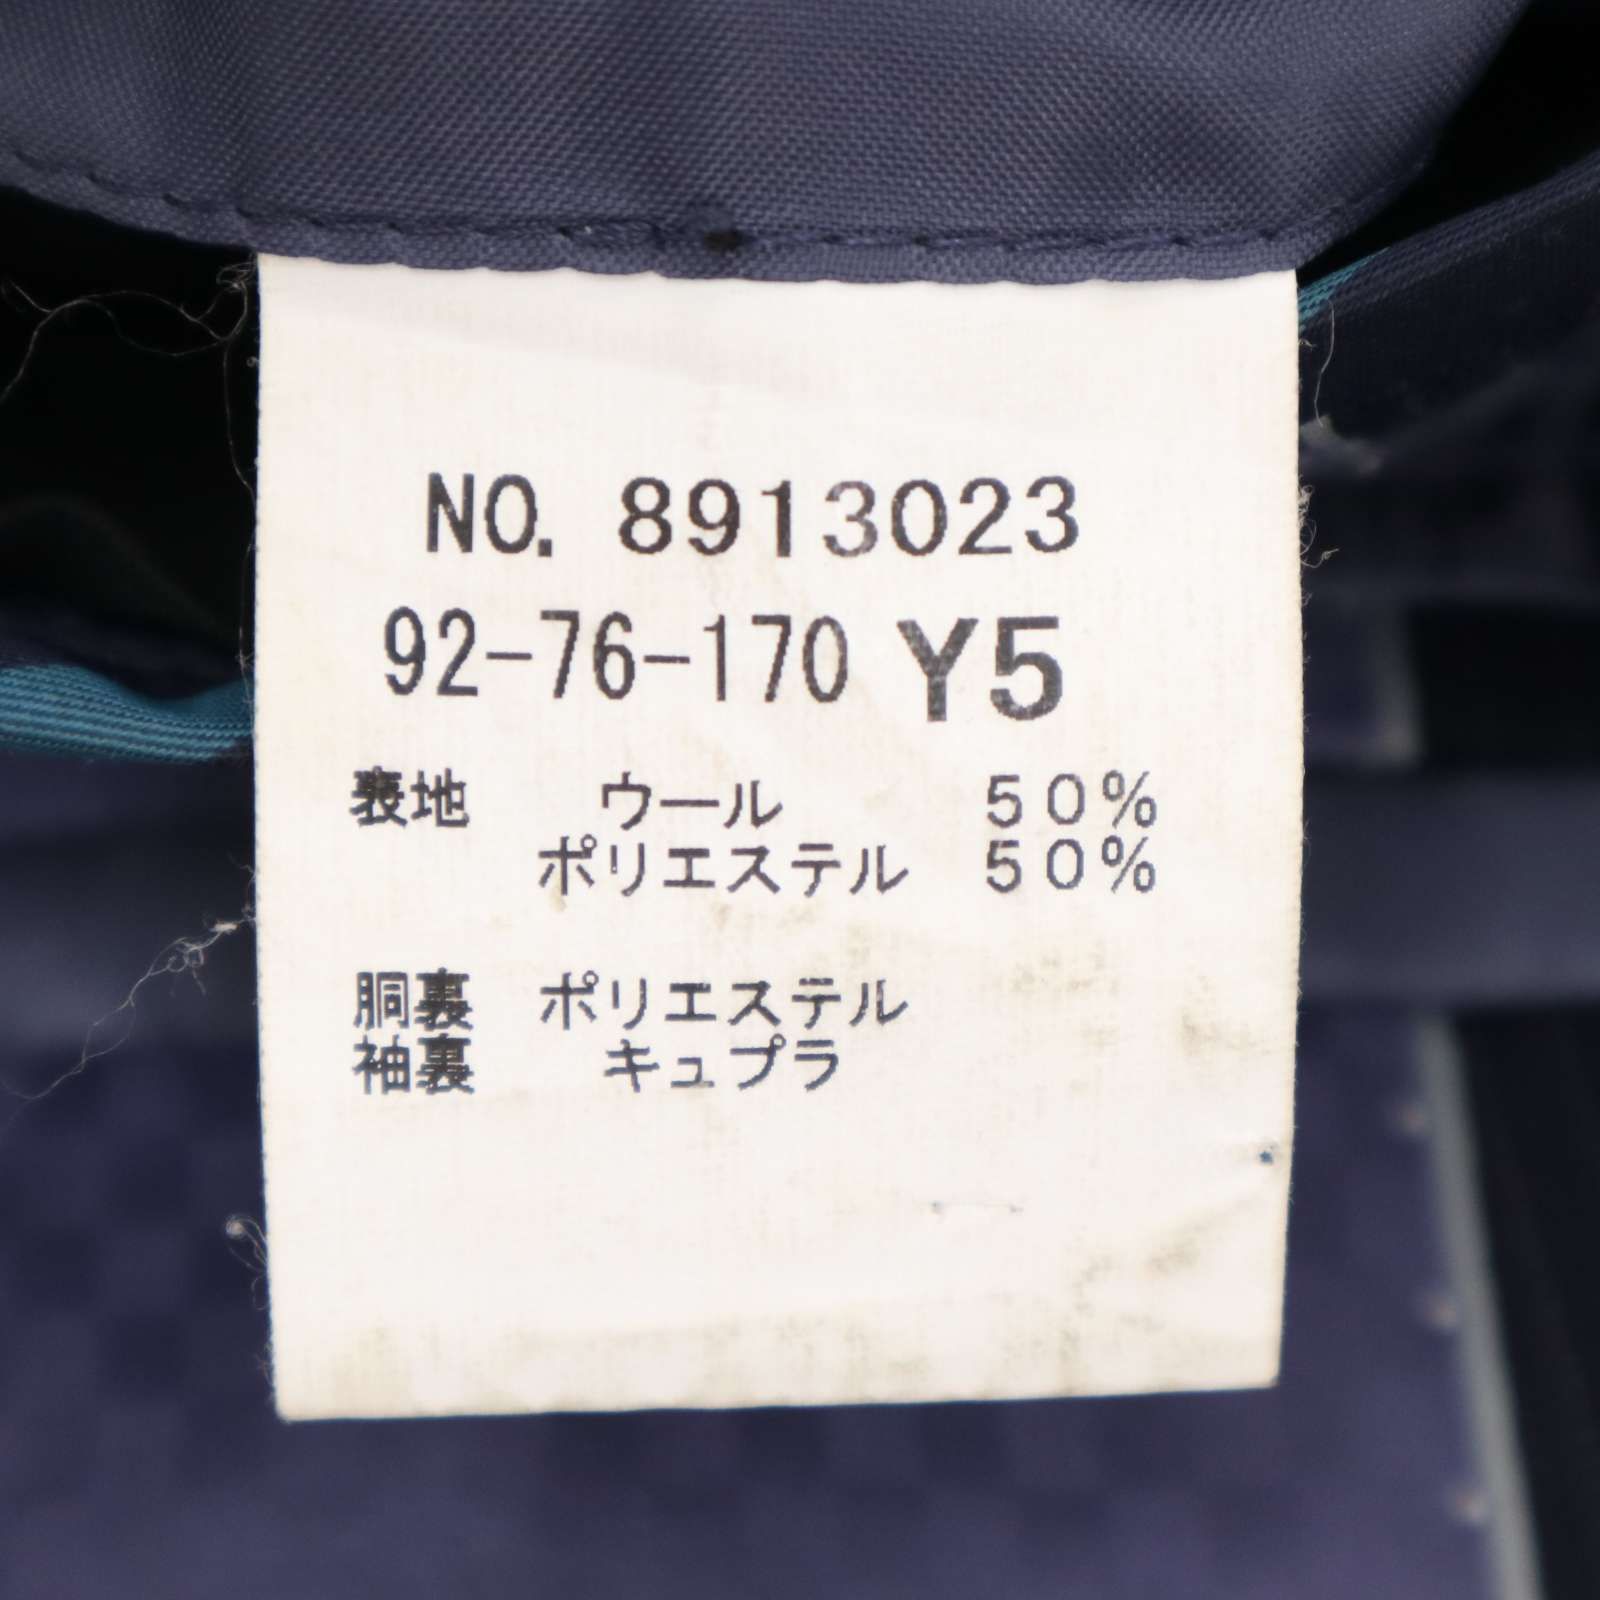 NO. 8913023
92-76-170 Y5
表地 ウール 50%
ポリエステル 50%
胴裏 ポリエステル
袖裏 キュプラ